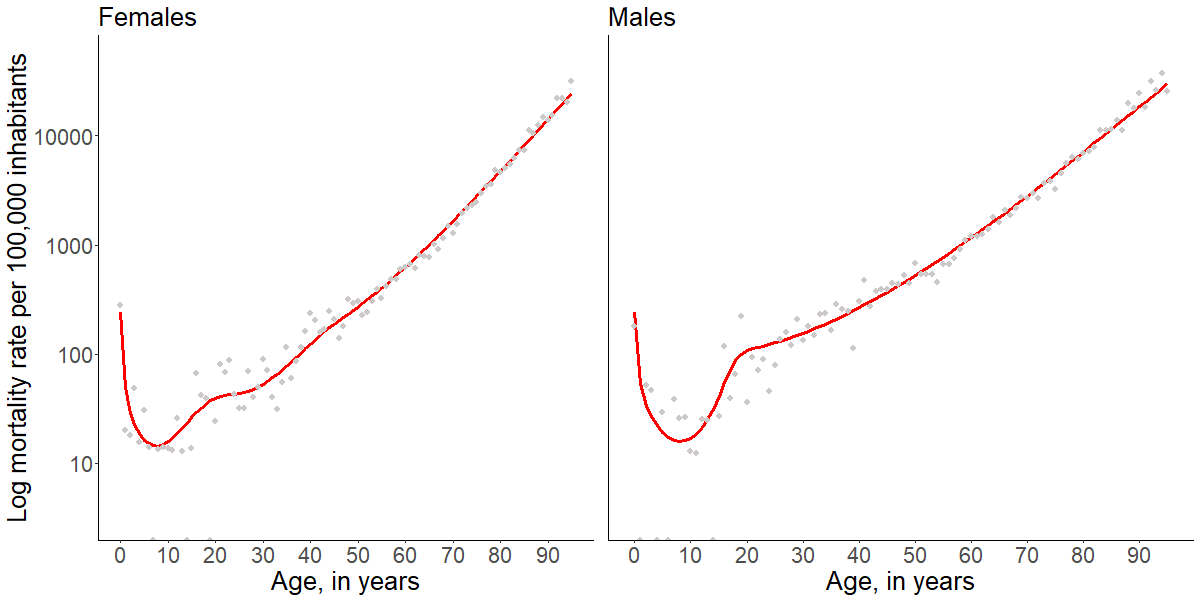 Females
Males
Log mortality rate per 100,000 inhabitants
10000
1000
100
10
0 10 20 30 40 50 60 70 80 90
0 10 20 30 40 50 60 70 80 90
Age, in years
Age, in years